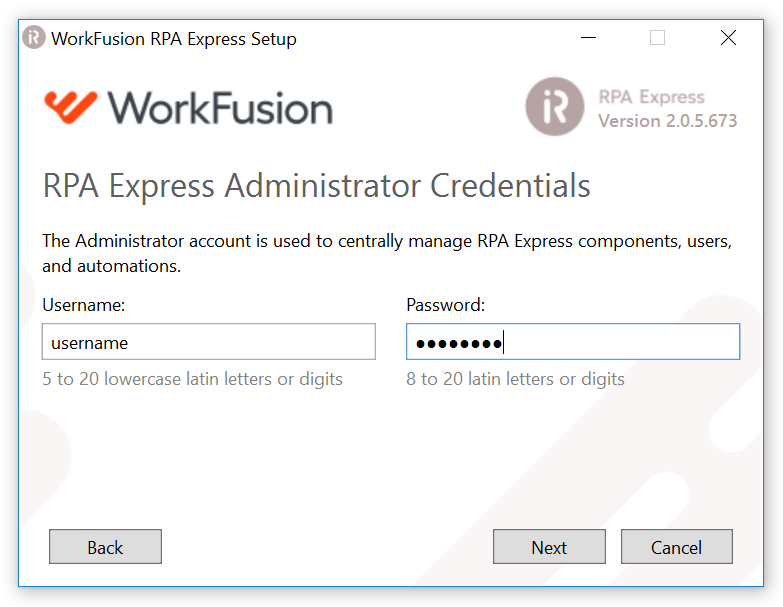 WorkFusion RPA Express Setup
WorkFusion
RPA Express
Version 2.0.5.673
RPA Express Administrator Credentials
The Administrator account is used to centrally manage RPA Express components, users,
and automations.
Username: Password:
username ●●●●●●●●
5 to 20 lowercase latin letters or digits 8 to 20 latin letters or digits
Back Next Cancel